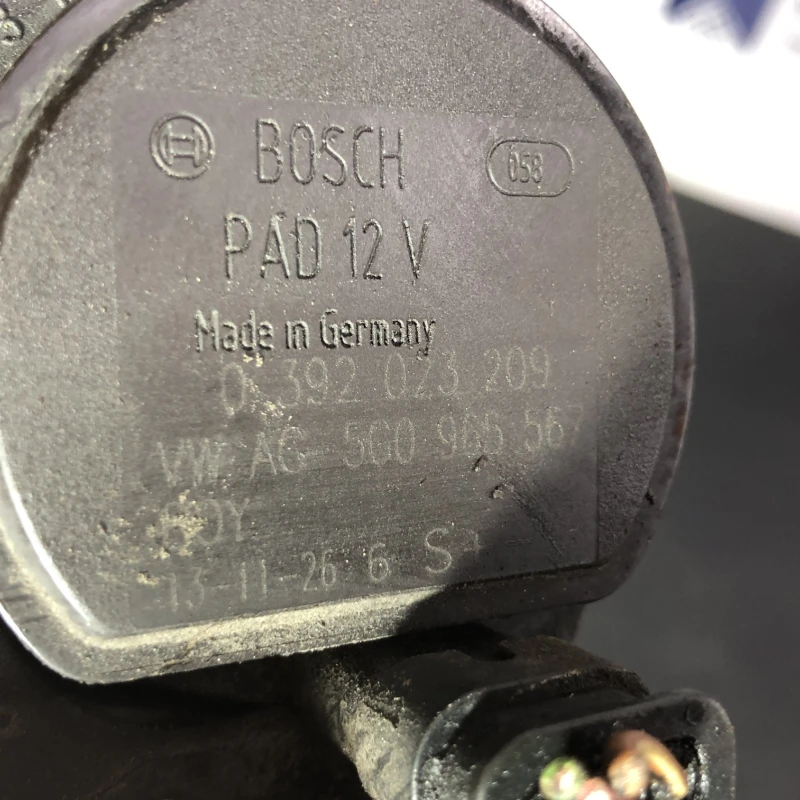 BOSCH 058
PAD 12 V
Made in Germany
0 392 023 209
VW AG 5G0 965 567
13-11-26 6